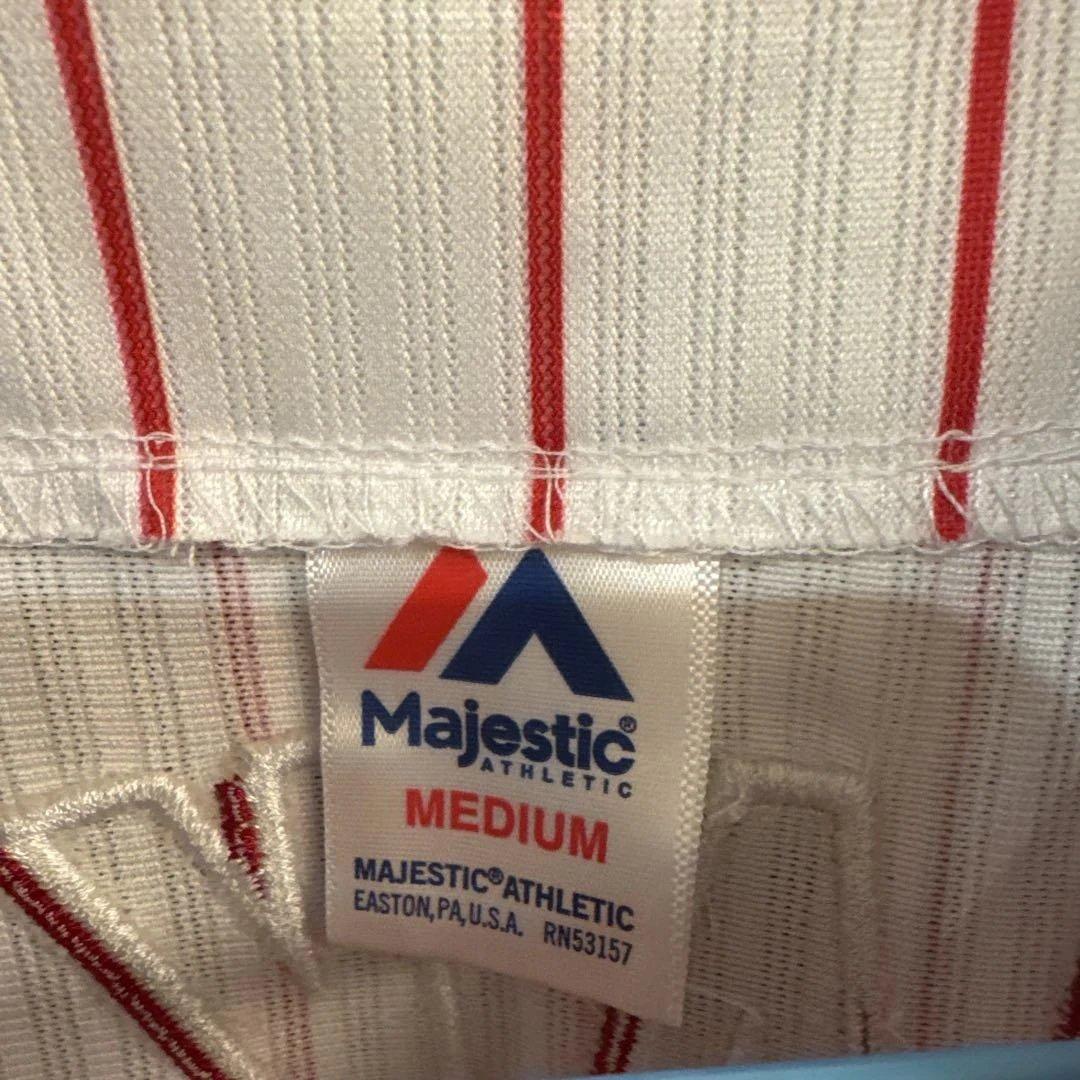 Majestic®
ATHLETIC
MEDIUM
MAJESTIC® ATHLETIC
EASTON, PA, U.S.A. RN53157